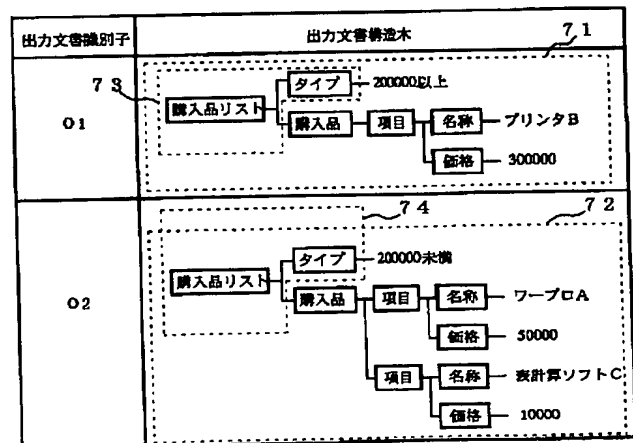 出力文書識別子 出力文書構造木
71
73
タイプ 200000以上
購入品リスト
O1
購入品 項目 名称 プリンタB
価格 300000
74 72
タイプ 200000未満
購入品リスト
O2
購入品 項目 名称 ワープロA
価格 50000
項目 名称 表計算ソフトC
価格 10000